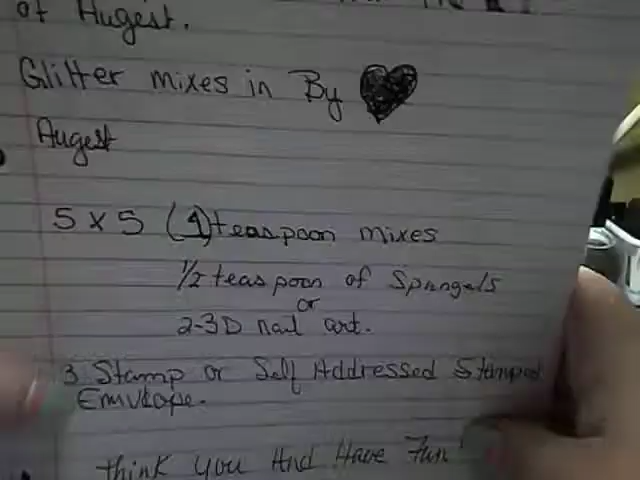 of Augest.
Glitter mixes in By
Augest
5 x 5 (1) teaspoon mixes
1/2 teaspoon of Spangels
or
2-3D nail art.
3 Stamp or Self Addressed Stamped
Emvelope.
think you And Have Fun!